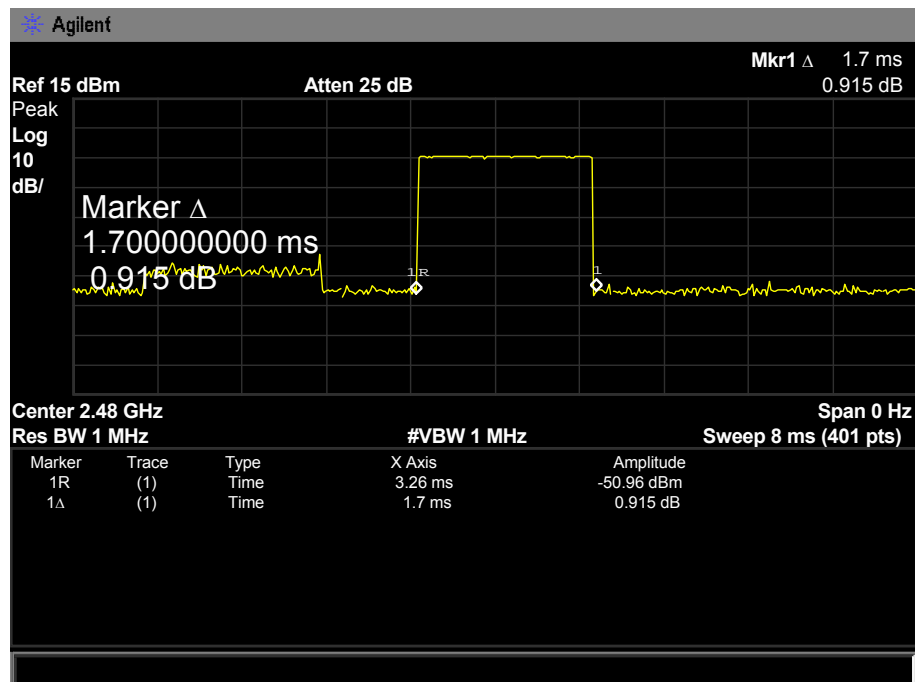 Agilent
Mkr1 Δ 1.7 ms
Ref 15 dBm Atten 25 dB 0.915 dB
Peak
Log
10
dB/
Marker Δ
1.700000000 ms
0.915 dB
1R
1
Center 2.48 GHz Span 0 Hz
Res BW 1 MHz #VBW 1 MHz Sweep 8 ms (401 pts)
Marker Trace Type X Axis Amplitude
1R (1) Time 3.26 ms -50.96 dBm
1Δ (1) Time 1.7 ms 0.915 dB